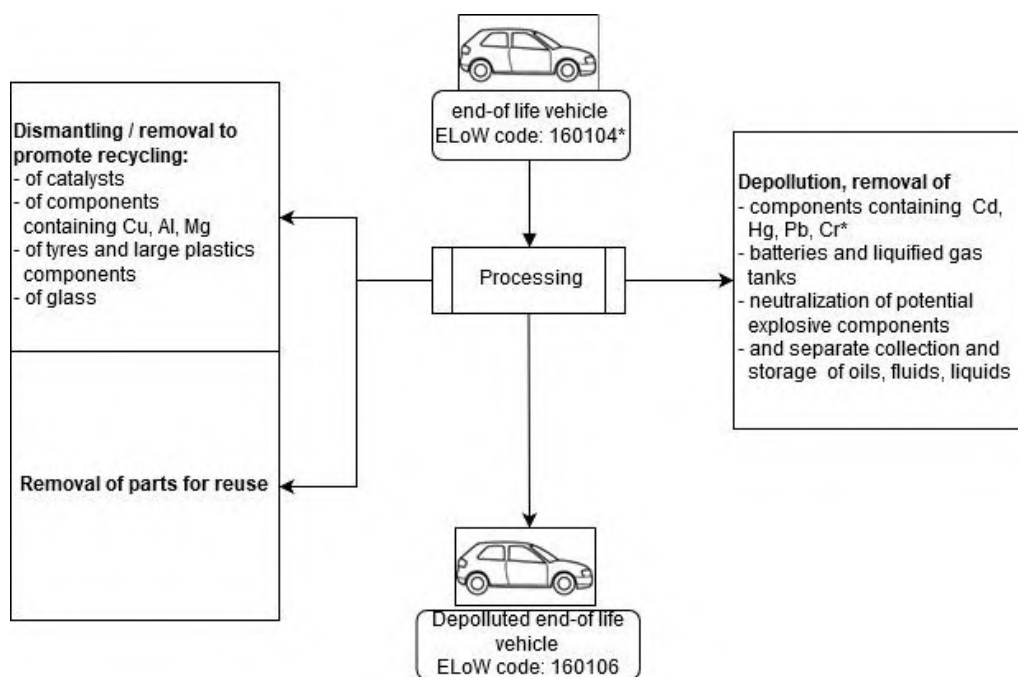 end-of life vehicle
ELoW code: 160104*
Dismantling / removal to
promote recycling:
- of catalysts
- of components
containing Cu, Al, Mg
- of tyres and large plastics
components
- of glass
Removal of parts for reuse
Processing
Depollution, removal of
- components containing Cd,
Hg, Pb, Cr*
- batteries and liquified gas
tanks
- neutralization of potential
explosive components
- and separate collection and
storage of oils, fluids, liquids
Depolluted end-of life
vehicle
ELoW code: 160106